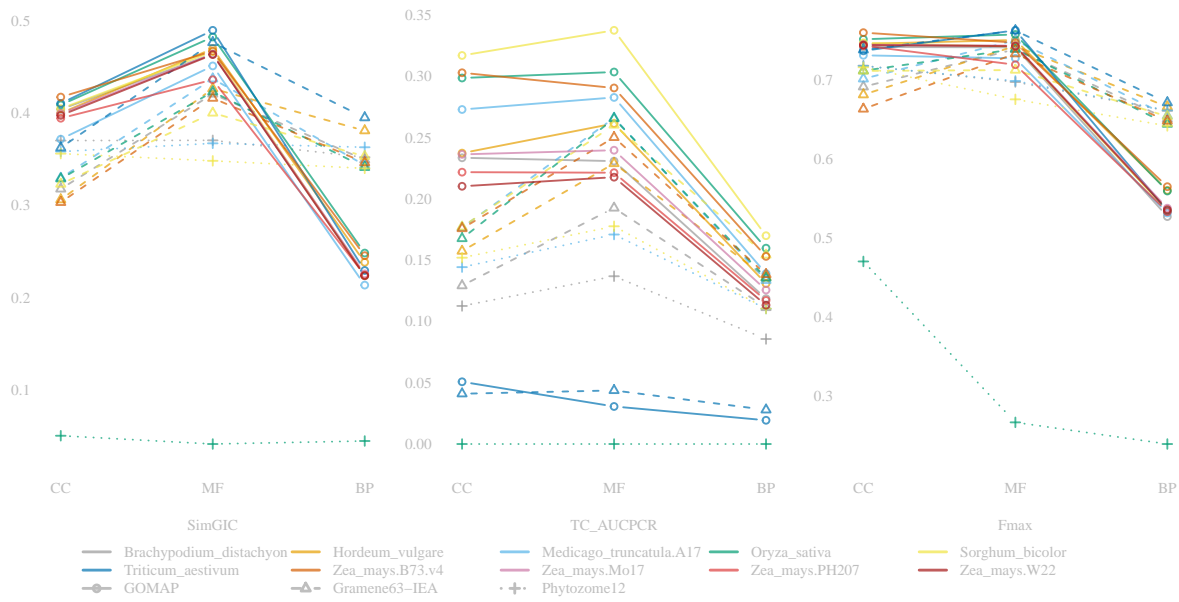 0.5
0.4
0.3
0.2
0.1
CC MF BP
SimGIC
0.35
0.30
0.25
0.20
0.15
0.10
0.05
0.00
CC MF BP
TC_AUCPCR
0.7
0.6
0.5
0.4
0.3
CC MF BP
Fmax
Brachypodium_distachyon Hordeum_vulgare Medicago_truncatula.A17 Oryza_sativa Sorghum_bicolor
Triticum_aestivum Zea_mays.B73.v4 Zea_mays.Mo17 Zea_mays.PH207 Zea_mays.W22
GOMAP Gramene63−IEA Phytozome12